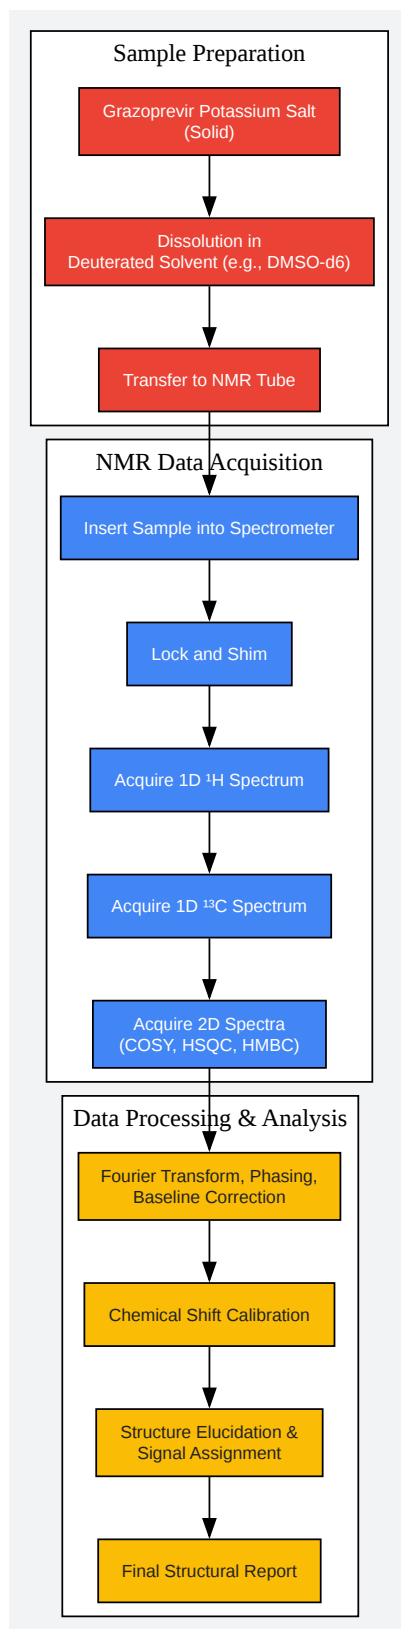 Sample Preparation
Grazoprevir Potassium Salt
(Solid)
Dissolution in
Deuterated Solvent (e.g., DMSO-d6)
Transfer to NMR Tube
NMR Data Acquisition
Insert Sample into Spectrometer
Lock and Shim
Acquire 1D ¹H Spectrum
Acquire 1D ¹³C Spectrum
Acquire 2D Spectra
(COSY, HSQC, HMBC)
Data Processing & Analysis
Fourier Transform, Phasing,
Baseline Correction
Chemical Shift Calibration
Structure Elucidation &
Signal Assignment
Final Structural Report